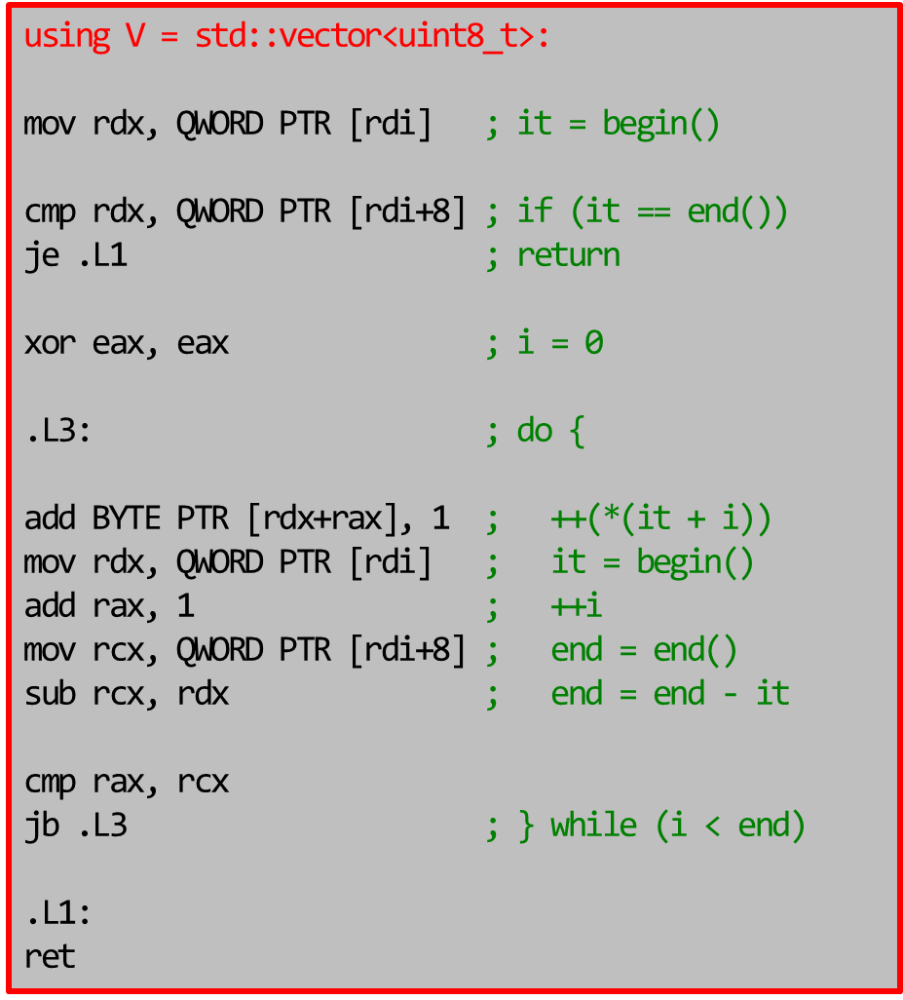 using V = std::vector<uint8_t>:
mov rdx, QWORD PTR [rdi] ; it = begin()
cmp rdx, QWORD PTR [rdi+8] ; if (it == end())
je .L1 ; return
xor eax, eax ; i = 0
.L3: ; do {
add BYTE PTR [rdx+rax], 1 ; ++(*(it + i))
mov rdx, QWORD PTR [rdi] ; it = begin()
add rax, 1 ; ++i
mov rcx, QWORD PTR [rdi+8] ; end = end()
sub rcx, rdx ; end = end - it
cmp rax, rcx
jb .L3 ; } while (i < end)
.L1:
ret